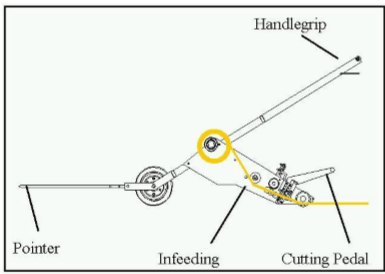 Handlegrip
Pointer
Infeeding
Cutting Pedal